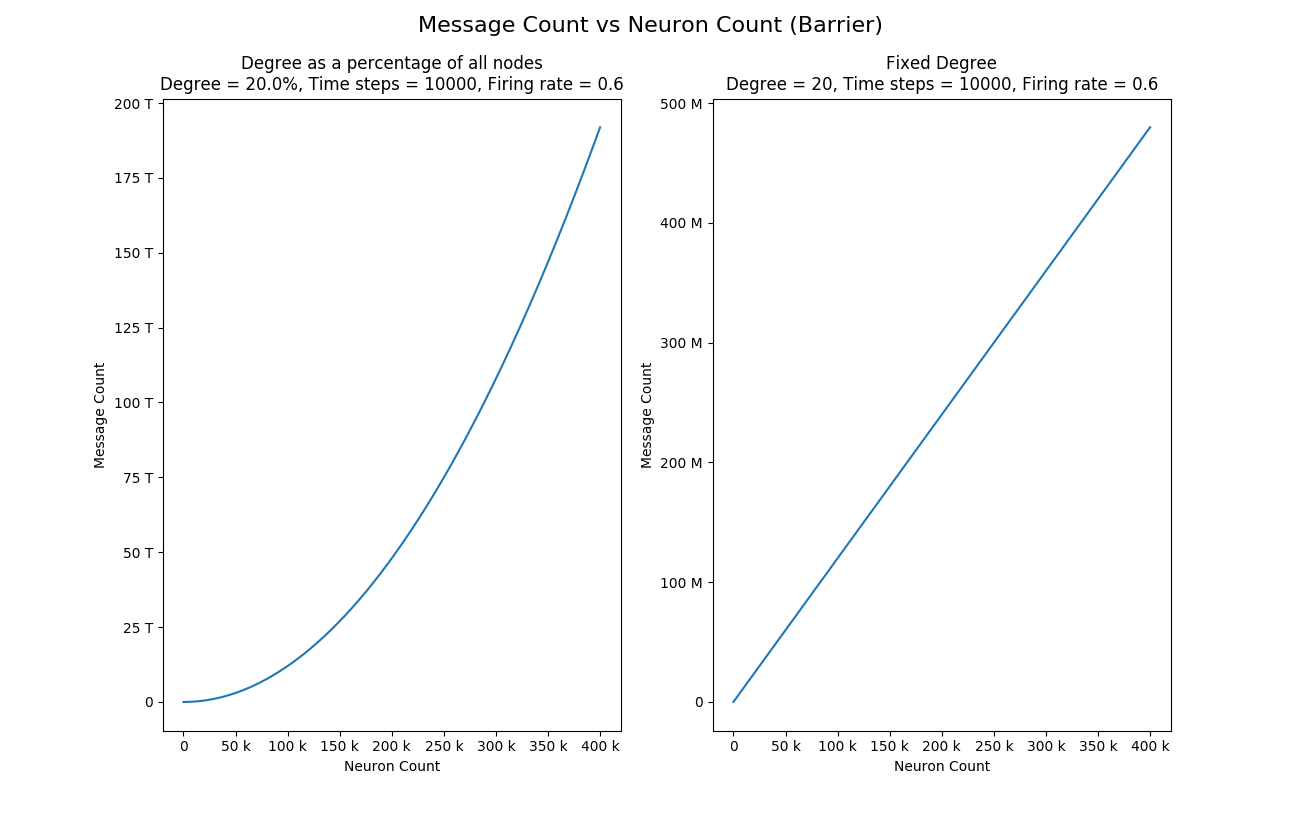 Message Count vs Neuron Count (Barrier)
Degree as a percentage of all nodes
Degree = 20.0%, Time steps = 10000, Firing rate = 0.6
200 T
175 T
150 T
125 T
100 T
75 T
50 T
25 T
0
Message Count
0 50 k 100 k 150 k 200 k 250 k 300 k 350 k 400 k
Neuron Count
Fixed Degree
Degree = 20, Time steps = 10000, Firing rate = 0.6
500 M
400 M
300 M
200 M
100 M
0
Message Count
0 50 k 100 k 150 k 200 k 250 k 300 k 350 k 400 k
Neuron Count